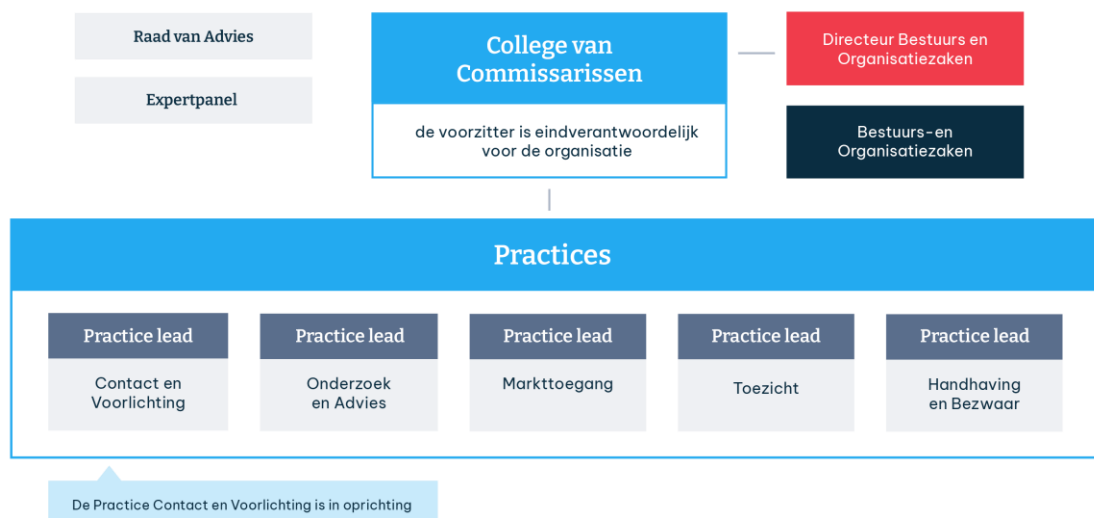 Raad van Advies
Expertpanel
College van
Commissarissen
de voorzitter is eindverantwoordelijk
voor de organisatie
Directeur Bestuurs en
Organisatiezaken
Bestuurs-en
Organisatiezaken
Practices
Practice lead
Contact en
Voorlichting
Practice lead
Onderzoek
en Advies
Practice lead
Markttoegang
Practice lead
Toezicht
Practice lead
Handhaving
en Bezwaar
De Practice Contact en Voorlichting is in oprichting